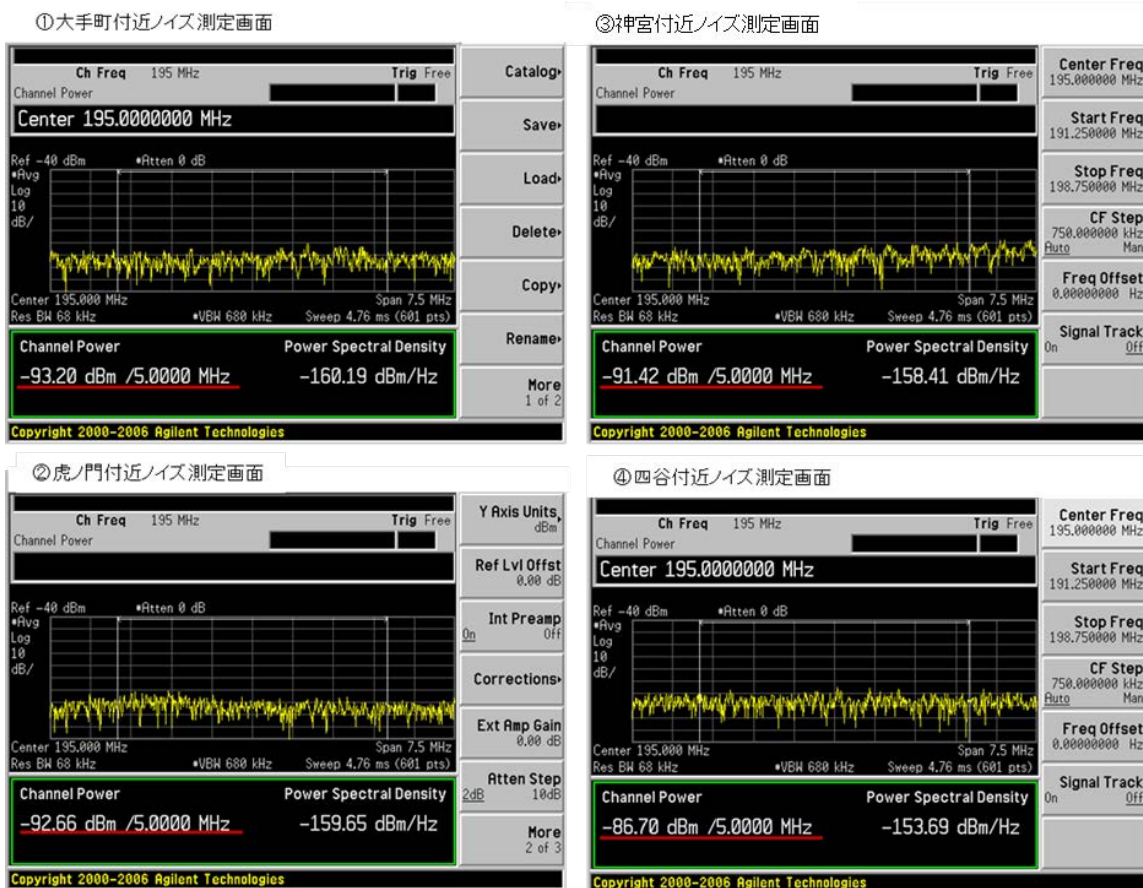 ①大手町付近ノイズ測定画面
Ch Freq 195 MHz Trig Free
Channel Power
Center 195.0000000 MHz
Ref -40 dBm *Atten 0 dB
*Avg
Log
10
dB/
Center 195.000 MHz Span 7.5 MHz
Res BW 68 kHz *VBW 680 kHz Sweep 4.76 ms (601 pts)
Channel Power Power Spectral Density
-93.20 dBm /5.0000 MHz -160.19 dBm/Hz
Copyright 2000-2006 Agilent Technologies
Catalog
Save
Load
Delete
Copy
Rename
More
1 of 2
③神宮付近ノイズ測定画面
Ch Freq 195 MHz Trig Free
Channel Power
Ref -40 dBm *Atten 0 dB
*Avg
Log
10
dB/
Center 195.000 MHz Span 7.5 MHz
Res BW 68 kHz *VBW 680 kHz Sweep 4.76 ms (601 pts)
Channel Power Power Spectral Density
-91.42 dBm /5.0000 MHz -158.41 dBm/Hz
Copyright 2000-2006 Agilent Technologies
Center Freq
195.000000 MHz
Start Freq
191.250000 MHz
Stop Freq
198.750000 MHz
CF Step
750.000000 kHz
Auto Man
Freq Offset
0.00000000 Hz
Signal Track
On Off
②虎ノ門付近ノイズ測定画面
Ch Freq 195 MHz Trig Free
Channel Power
Ref -40 dBm *Atten 0 dB
*Avg
Log
10
dB/
Center 195.000 MHz Span 7.5 MHz
Res BW 68 kHz *VBW 680 kHz Sweep 4.76 ms (601 pts)
Channel Power Power Spectral Density
-92.66 dBm /5.0000 MHz -159.65 dBm/Hz
Copyright 2000-2006 Agilent Technologies
Y Axis Units
dBm
Ref Lvl Offst
0.00 dB
Int Preamp
On Off
Corrections
Ext Amp Gain
0.00 dB
Atten Step
2dB 10dB
More
2 of 3
④四谷付近ノイズ測定画面
Ch Freq 195 MHz Trig Free
Channel Power
Center 195.0000000 MHz
Ref -40 dBm *Atten 0 dB
*Avg
Log
10
dB/
Center 195.000 MHz Span 7.5 MHz
Res BW 68 kHz *VBW 680 kHz Sweep 4.76 ms (601 pts)
Channel Power Power Spectral Density
-86.70 dBm /5.0000 MHz -153.69 dBm/Hz
Copyright 2000-2006 Agilent Technologies
Center Freq
195.000000 MHz
Start Freq
191.250000 MHz
Stop Freq
198.750000 MHz
CF Step
750.000000 kHz
Auto Man
Freq Offset
0.00000000 Hz
Signal Track
On Off